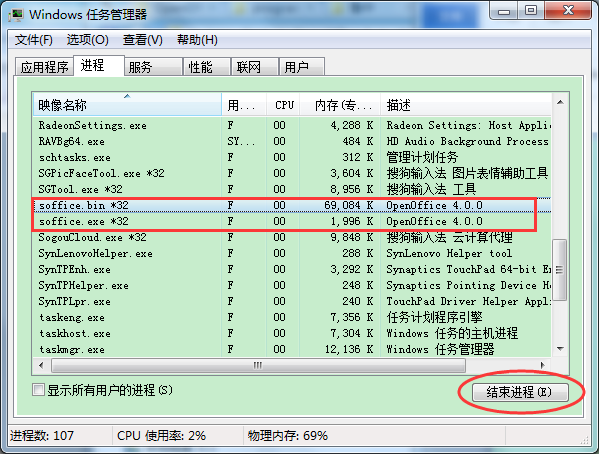 Windows 任务管理器
文件(F) 选项(O) 查看(V) 帮助(H)
应用程序 进程 服务 性能 联网 用户
映像名称 用... CPU 内存(专... 描述
RadeonSettings.exe F 00 4,288 K Radeon Settings: Host Applic
RAVBg64.exe SY... 00 484 K HD Audio Background Process
schtasks.exe F 00 312 K 管理计划任务
SGPicFaceTool.exe *32 F 00 3,564 K 搜狗输入法 图片表情辅助工具
SGTool.exe *32 F 00 8,956 K 搜狗输入法 工具
soffice.bin *32 F 00 69,084 K OpenOffice 4.0.0
soffice.exe *32 F 00 1,996 K OpenOffice 4.0.0
SogouCloud.exe *32 F 00 9,848 K 搜狗输入法 云计算代理
SynLenovoHelper.exe F 00 288 K SynLenovo Helper tool
SynTPEnh.exe F 00 3,292 K Synaptics TouchPad 64-bit En
SynTPHelper.exe F 00 248 K Synaptics Pointing Device He
SynTPLpr.exe F 00 240 K TouchPad Driver Helper Appli
taskeng.exe F 00 7,356 K 任务计划程序引擎
taskhost.exe F 00 7,304 K Windows 任务的主机进程
taskmgr.exe F 00 12,136 K Windows 任务管理器
显示所有用户的进程(S) 结束进程(E)
进程数: 107 CPU 使用率: 2% 物理内存: 69%